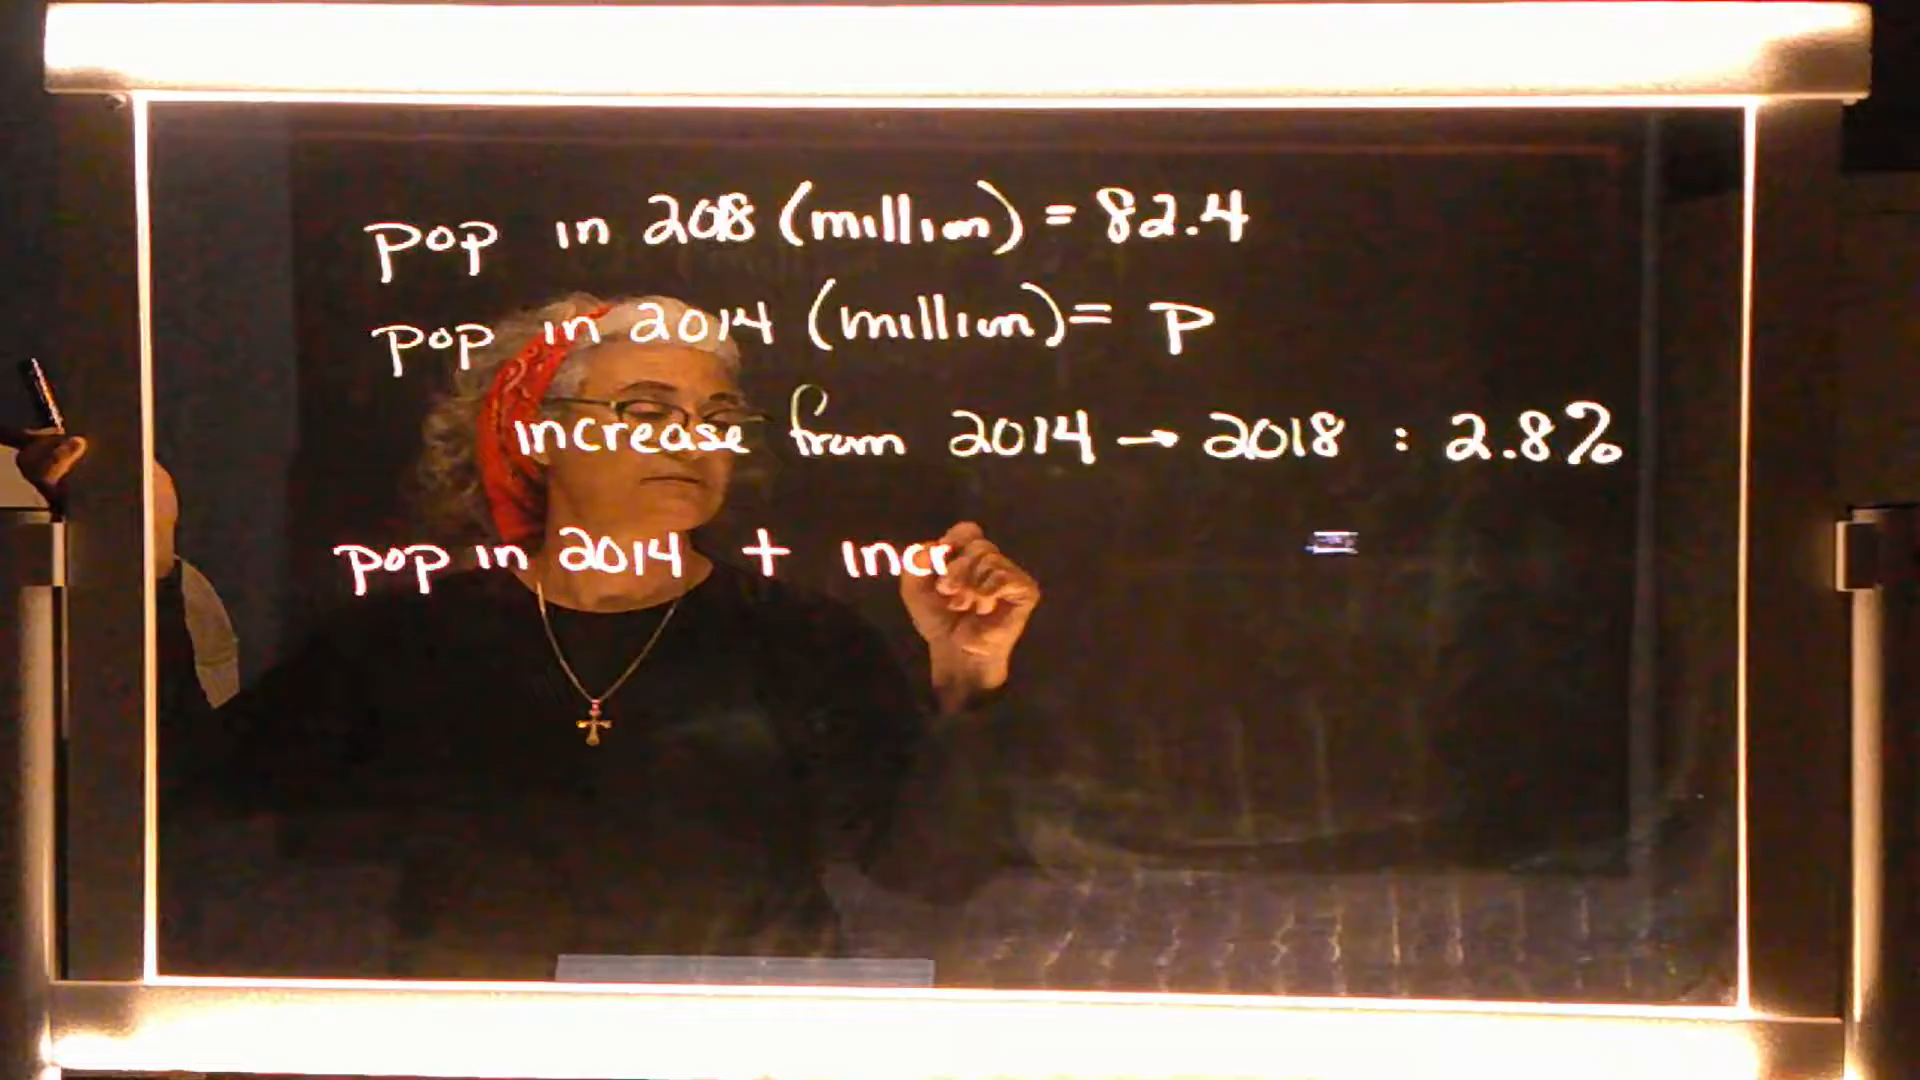 pop in 2018 (million) = 82.4
pop in 2014 (million) = P
increase from 2014 → 2018 : 2.8%
pop in 2014 + incr